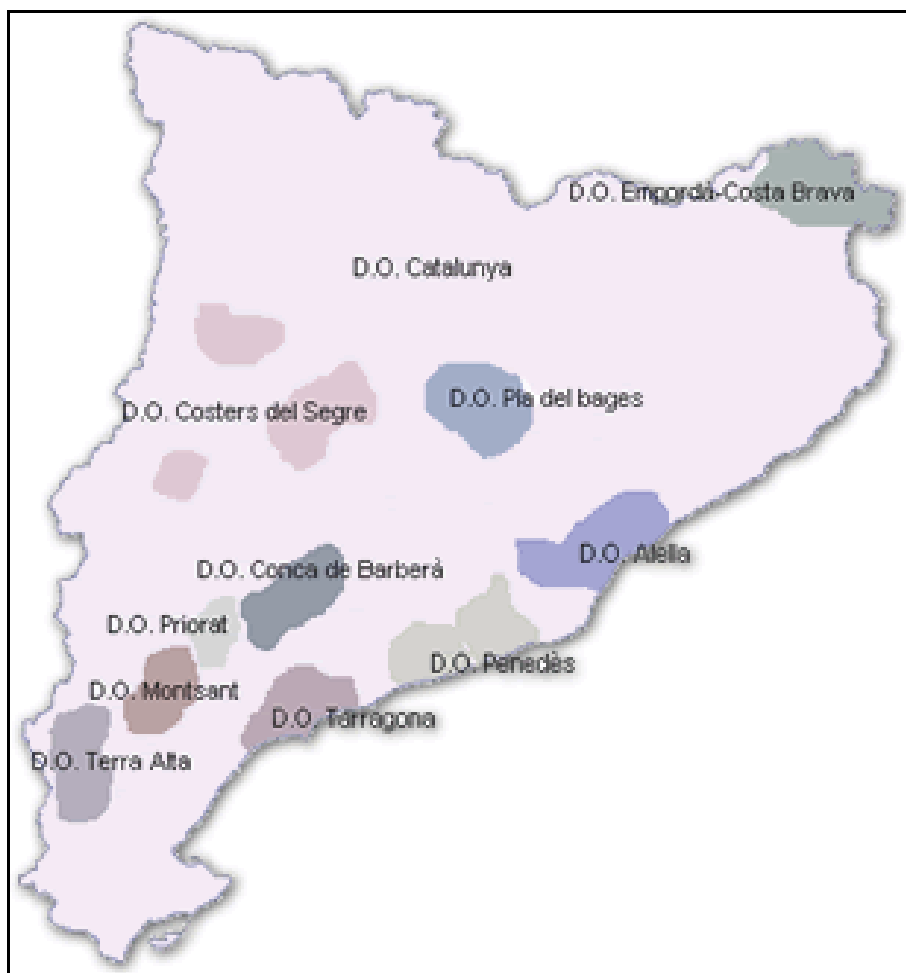 D.O. Empordà-Costa Brava
D.O. Catalunya
D.O. Costers del Segre
D.O. Pla del bages
D.O. Alella
D.O. Conca de Barberà
D.O. Priorat
D.O. Penedès
D.O. Montsant
D.O. Tarragona
D.O. Terra Alta